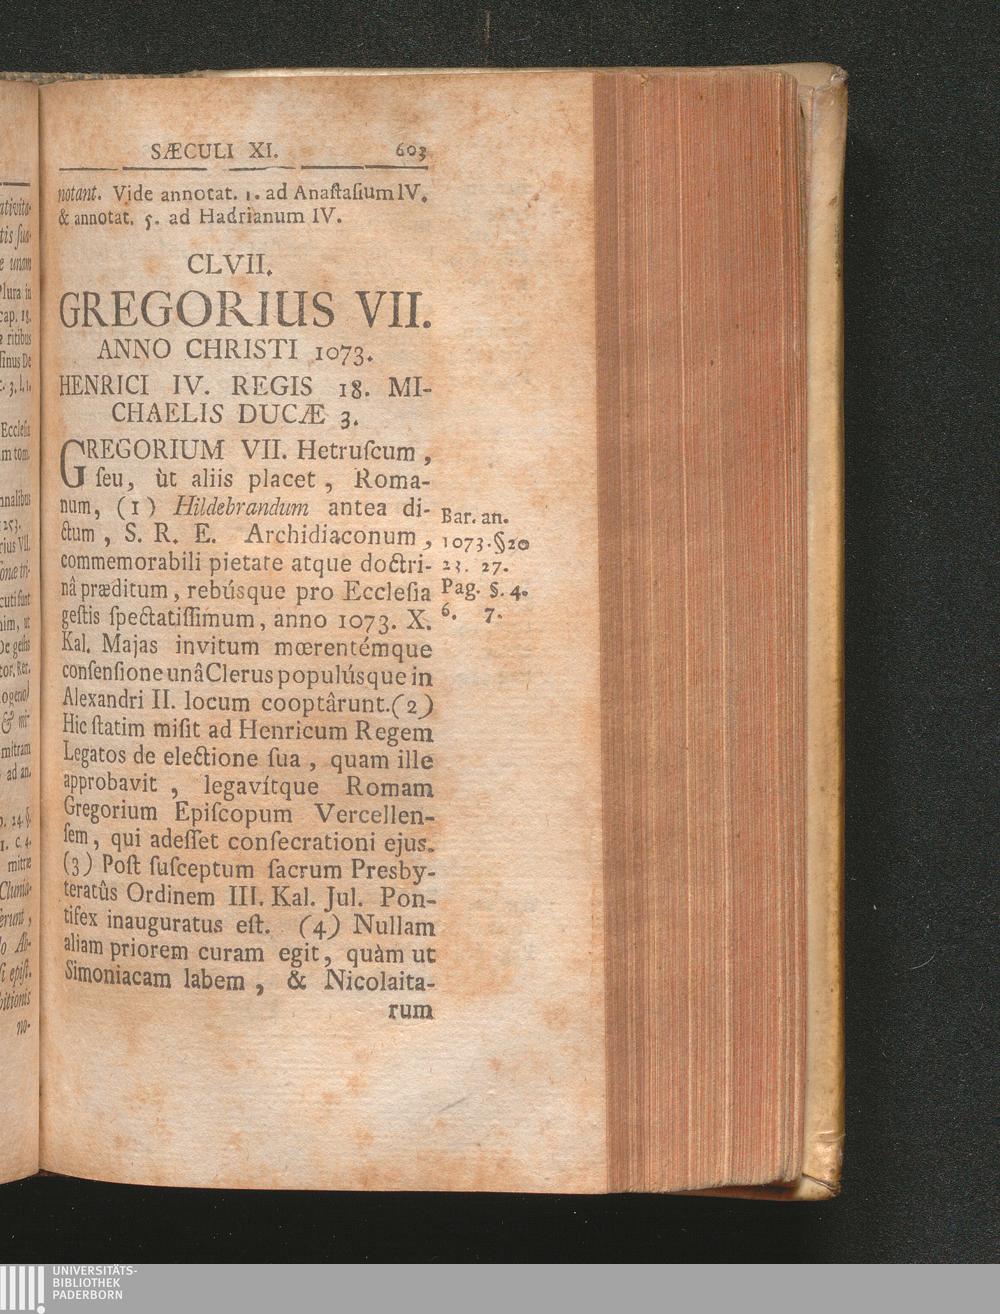 SÆCULI XI. 603
notant. Vide annotat. 1. ad Anaſtaſium IV.
& annotat. 5. ad Hadrianum IV.
CLVII.
GREGORIUS VII.
ANNO CHRISTI 1073.
HENRICI IV. REGIS 18. MI-
CHAELIS DUCÆ 3.
GREGORIUM VII. Hetruſcum,
ſeu, ùt aliis placet, Roma-
num, (1) Hildebrandum antea di-
ctum, S. R. E. Archidiaconum,
commemorabili pietate atque doctri-
nâ præditum, rebúsque pro Eccleſia
geſtis ſpectatiſſimum, anno 1073. X.
Kal. Majas invitum mœrentémque
conſenſione unâ Clerus populúsque in
Alexandri II. locum cooptârunt. (2)
Hic ſtatim miſit ad Henricum Regem
Legatos de electione ſua, quam ille
approbavit, legavítque Romam
Gregorium Epiſcopum Vercellen-
ſem, qui adeſſet conſecrationi ejus.
(3) Poſt ſuſceptum ſacrum Presby-
teratûs Ordinem III. Kal. Jul. Pon-
tifex inauguratus eſt. (4) Nullam
aliam priorem curam egit, quàm ut
Simoniacam labem, & Nicolaita-
rum
Bar. an.
1073. §20
23. 27.
Pag. §. 4.
6. 7.
UNIVERSITÄTS-
BIBLIOTHEK
PADERBORN